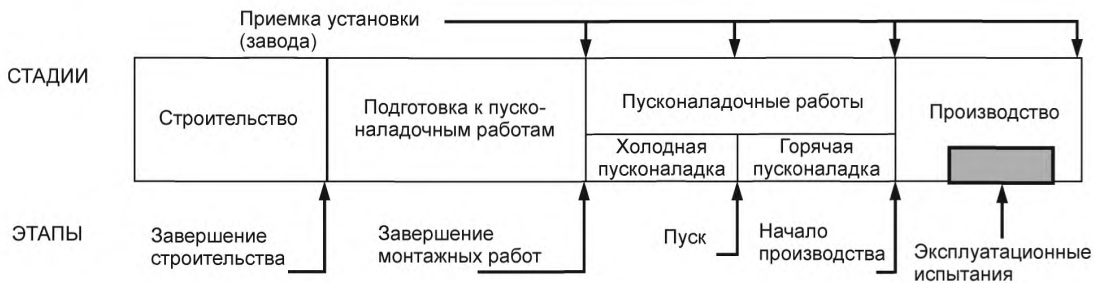 Приемка установки
(завода)
СТАДИИ
Строительство
Подготовка к пуско-
наладочным работам
Пусконаладочные работы
Холодная
пусконаладка
Горячая
пусконаладка
Производство
ЭТАПЫ
Завершение
строительства
Завершение
монтажных работ
Пуск
Начало
производства
Эксплуатационные
испытания